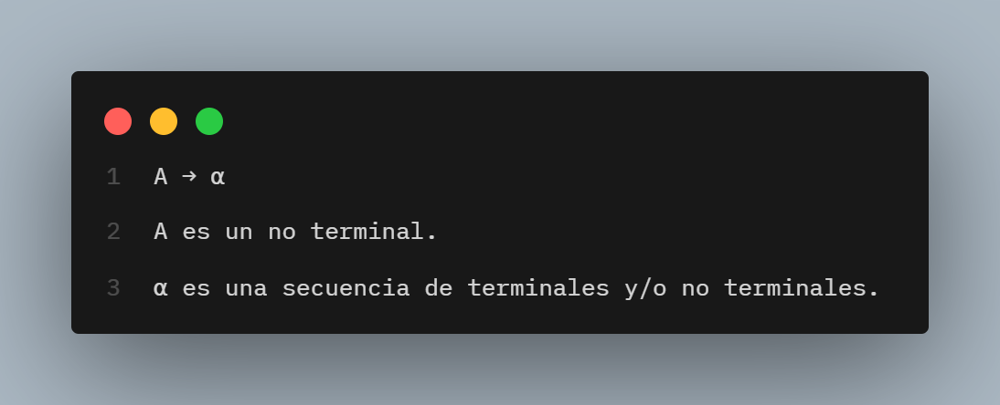 1 A → α
2 A es un no terminal.
3 α es una secuencia de terminales y/o no terminales.